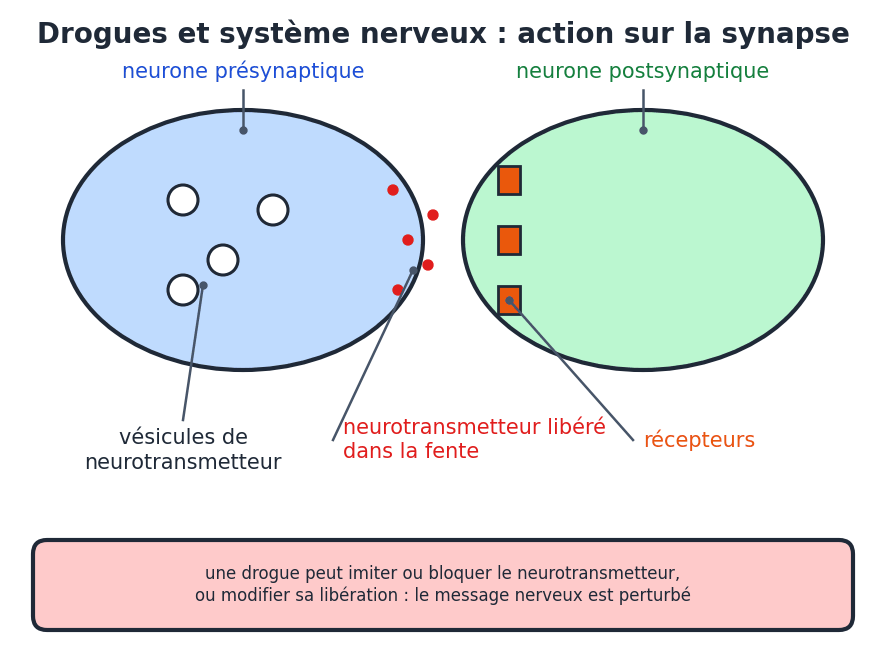 Drogues et système nerveux : action sur la synapse
neurone présynaptique
neurone postsynaptique
vésicules de
neurotransmetteur
neurotransmetteur libéré
dans la fente
récepteurs
une drogue peut imiter ou bloquer le neurotransmetteur,
ou modifier sa libération : le message nerveux est perturbé